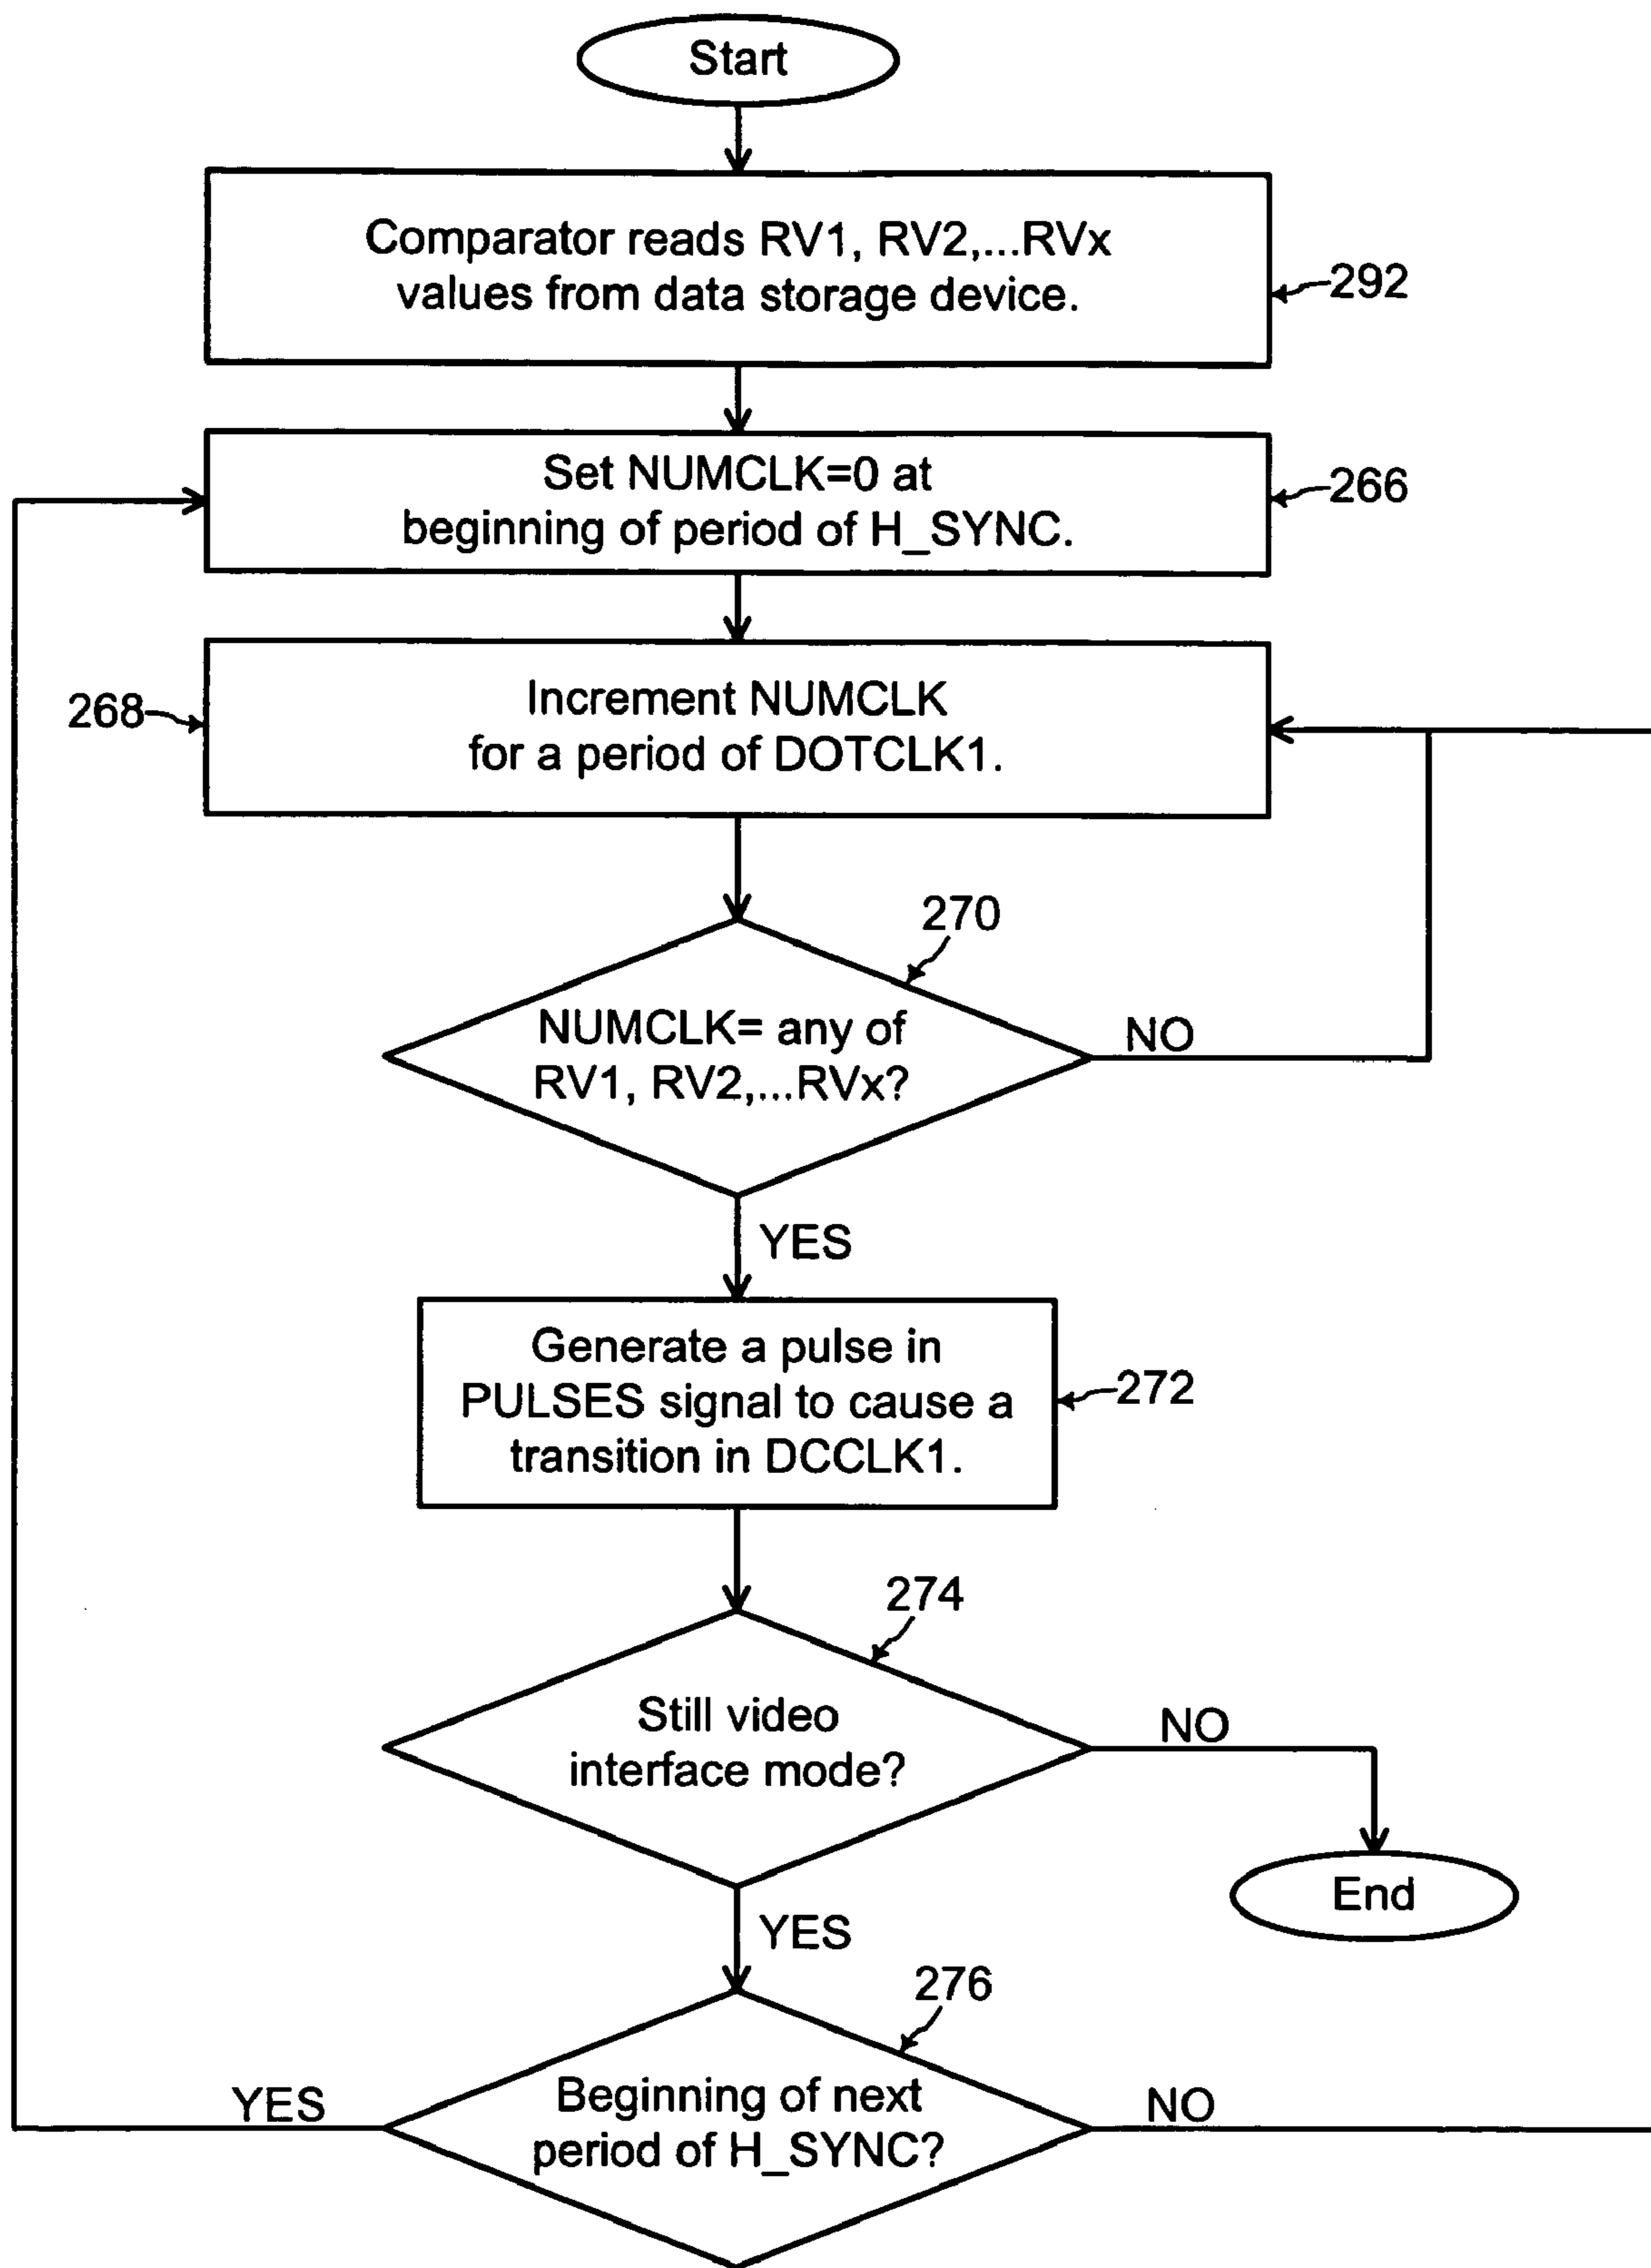 Start
Comparator reads RV1, RV2,...RVx
values from data storage device.
292
Set NUMCLK=0 at
beginning of period of H_SYNC.
266
Increment NUMCLK
for a period of DOTCLK1.
268
270
NUMCLK= any of
RV1, RV2,...RVx?
NO
YES
Generate a pulse in
PULSES signal to cause a
transition in DCCLK1.
272
274
Still video
interface mode?
NO
End
YES
276
Beginning of next
period of H_SYNC?
YES
NO